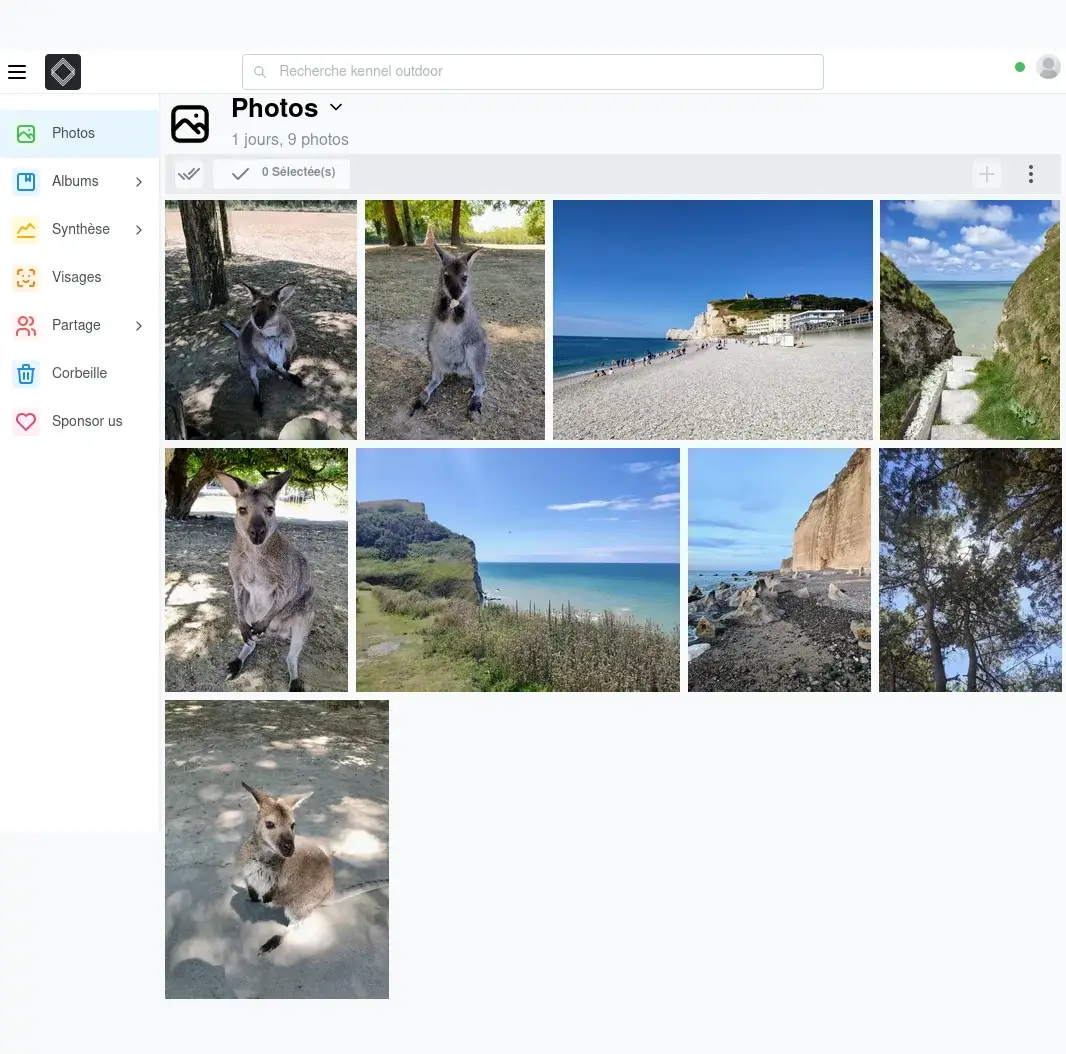 Recherche kennel outdoor
Photos
1 jours, 9 photos
0 Sélectée(s)
Photos
Albums
Synthèse
Visages
Partage
Corbeille
Sponsor us